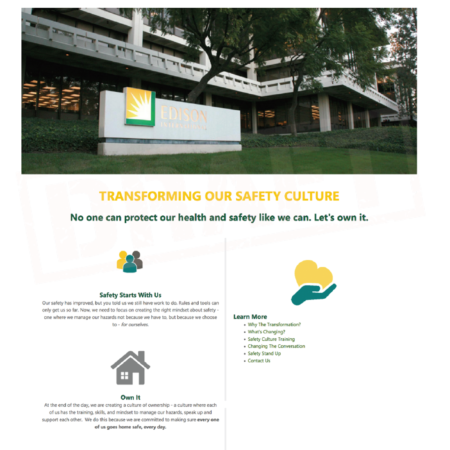 EDISON
TRANSFORMING OUR SAFETY CULTURE
No one can protect our health and safety like we can. Let's own it.
Safety Starts With Us
Our safety has improved, but you told us we still have work to do. Rules and tools can
only get us so far. Now, we need to focus on creating the right mindset about safety -
one where we manage our hazards not because we have to, but because we choose
to - for ourselves.
Own It
At the end of the day, we are creating a culture of ownership - a culture where each
of us has the training, skills, and mindset to manage our hazards, speak up and
support each other. We do this because we are committed to making sure every one
of us goes home safe, every day.
Learn More
Why The Transformation?
What's Changing?
Safety Culture Training
Changing The Conversation
Safety Stand Up
Contact Us